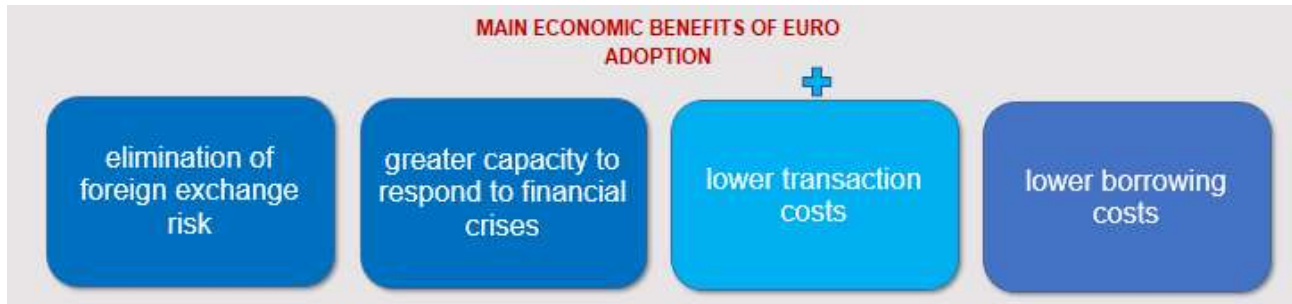 MAIN ECONOMIC BENEFITS OF EURO
ADOPTION
elimination of
foreign exchange
risk
greater capacity to
respond to financial
crises
lower transaction
costs
lower borrowing
costs